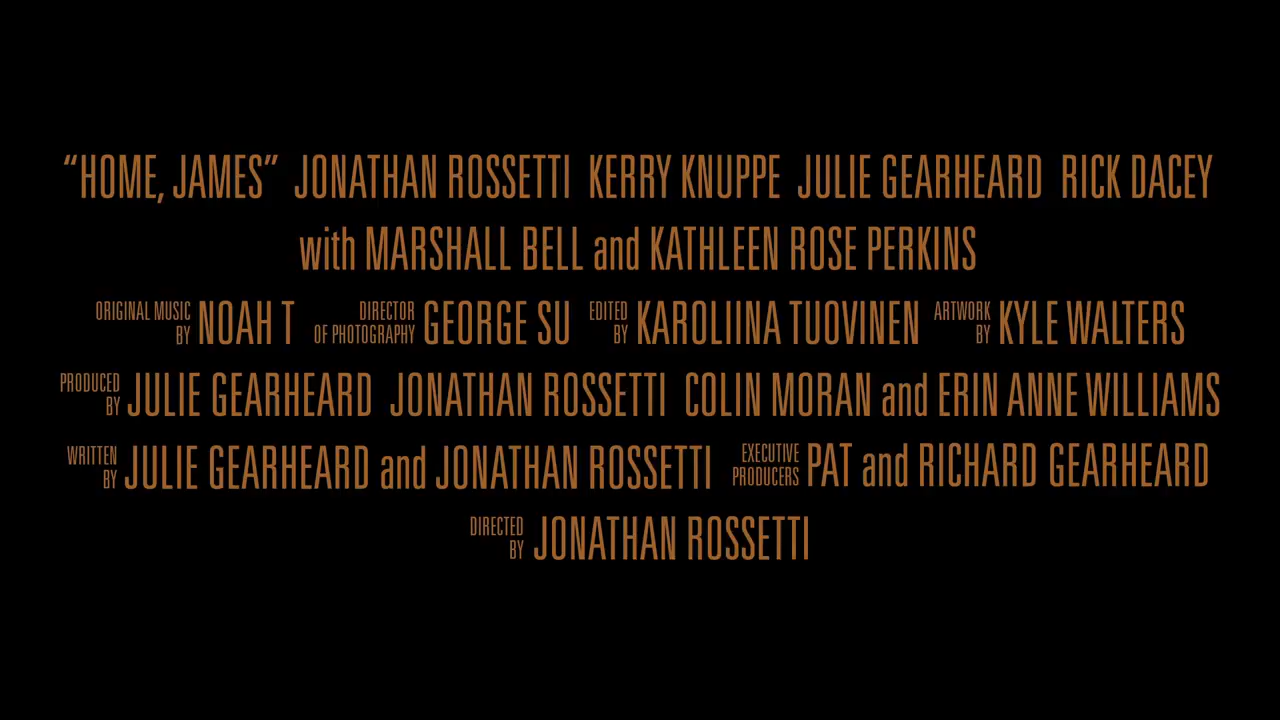 “HOME, JAMES” JONATHAN ROSSETTI KERRY KNUPPE JULIE GEARHEARD RICK DACEY
with MARSHALL BELL and KATHLEEN ROSE PERKINS
ORIGINAL MUSIC BY NOAH T DIRECTOR OF PHOTOGRAPHY GEORGE SU EDITED BY KAROLIINA TUOVINEN ARTWORK BY KYLE WALTERS
PRODUCED BY JULIE GEARHEARD JONATHAN ROSSETTI COLIN MORAN and ERIN ANNE WILLIAMS
WRITTEN BY JULIE GEARHEARD and JONATHAN ROSSETTI EXECUTIVE PRODUCERS PAT and RICHARD GEARHEARD
DIRECTED BY JONATHAN ROSSETTI